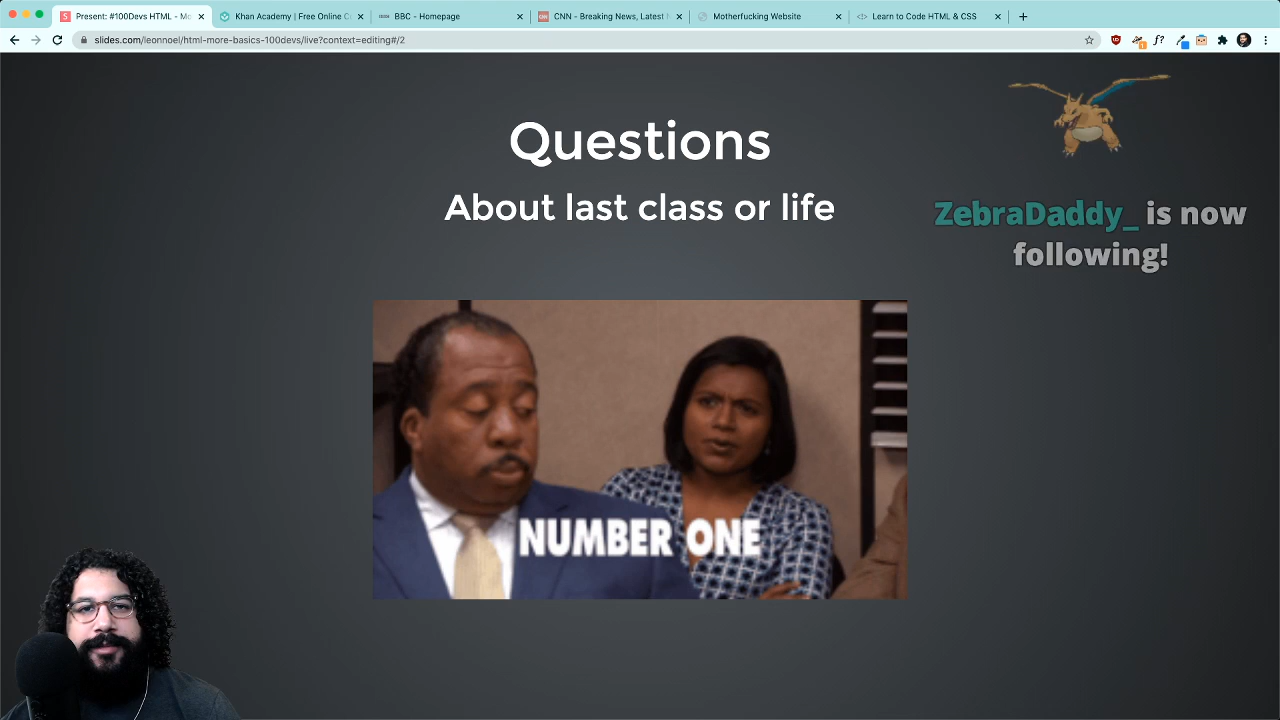 Present: #100Devs HTML - Mo
Khan Academy | Free Online C
BBC - Homepage
CNN - Breaking News, Latest N
Motherfucking Website
Learn to Code HTML & CSS
slides.com/leonnoel/html-more-basics-100devs/live?context=editing#/2
Questions
About last class or life
ZebraDaddy_ is now
following!
NUMBER ONE